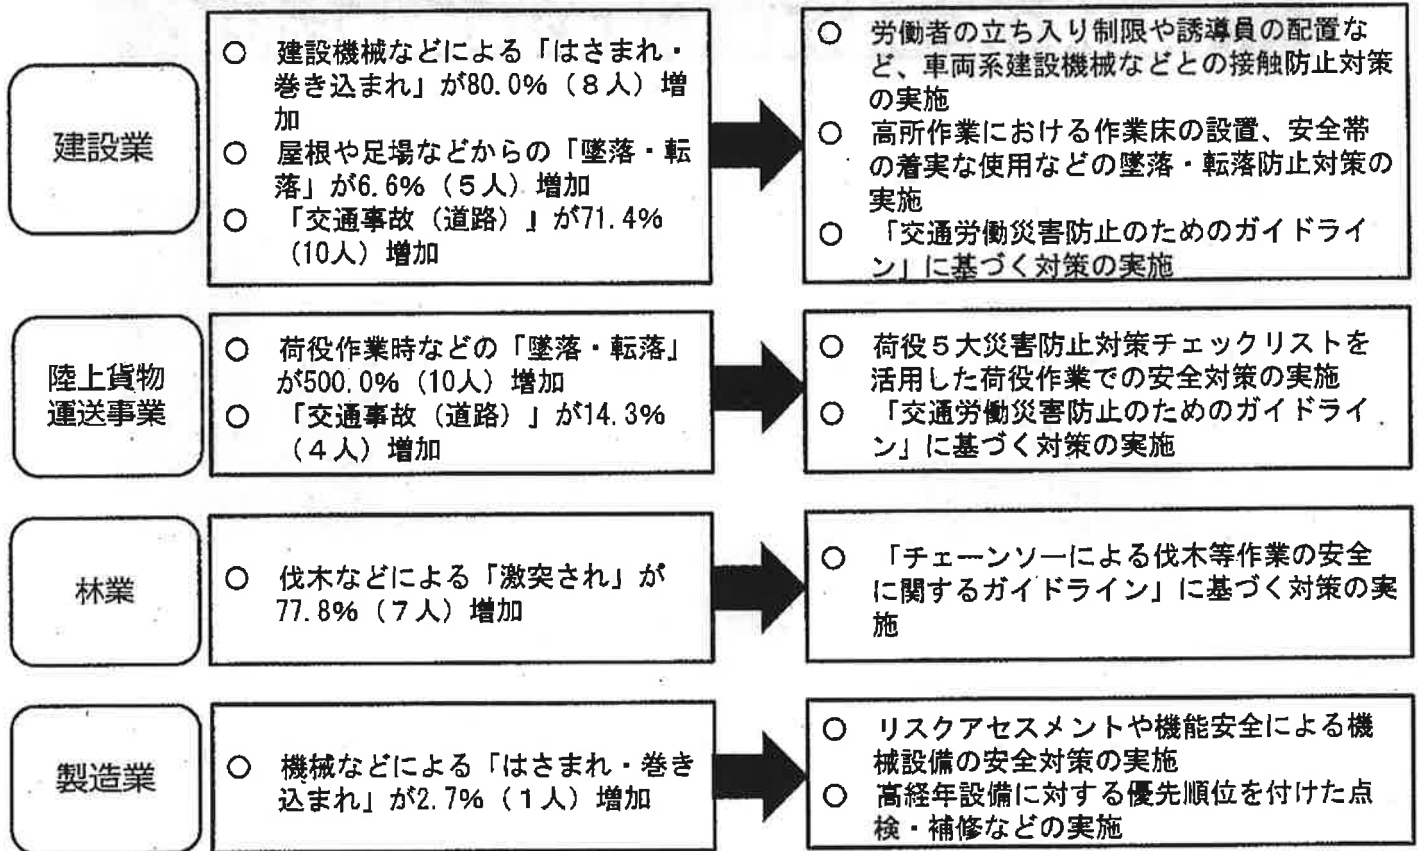 建設業
○ 建設機械などによる「はさまれ・
巻き込まれ」が80.0%（８人）増
加
○ 屋根や足場などからの「墜落・転
落」が6.6%（５人）増加
○ 「交通事故（道路）」が71.4%
（10人）増加
○ 労働者の立ち入り制限や誘導員の配置な
ど、車両系建設機械などとの接触防止対策
の実施
○ 高所作業における作業床の設置、安全帯
の着実な使用などの墜落・転落防止対策の
実施
○ 「交通労働災害防止のためのガイドライ
ン」に基づく対策の実施
陸上貨物
運送事業
○ 荷役作業時などの「墜落・転落」
が500.0%（10人）増加
○ 「交通事故（道路）」が14.3%
（４人）増加
○ 荷役５大災害防止対策チェックリストを
活用した荷役作業での安全対策の実施
○ 「交通労働災害防止のためのガイドライ
ン」に基づく対策の実施
林業
○ 伐木などによる「激突され」が
77.8%（７人）増加
○ 「チェーンソーによる伐木等作業の安全
に関するガイドライン」に基づく対策の実
施
製造業
○ 機械などによる「はさまれ・巻き
込まれ」が2.7%（１人）増加
○ リスクアセスメントや機能安全による機
械設備の安全対策の実施
○ 高経年設備に対する優先順位を付けた点
検・補修などの実施